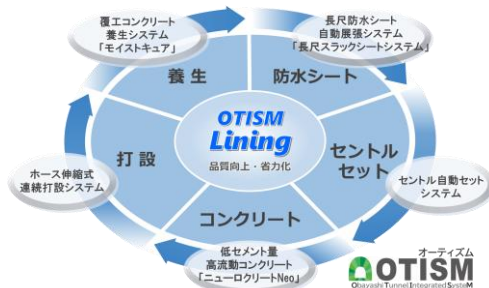 覆工コンクリート
養生システム
「モイストキュア」
長尺防水シート
自動展張システム
「長尺スラックシートシステム」
養生
防水シート
OTISM
Lining
品質向上・省力化
打設
セントル
セット
ホース伸縮式
連続打設システム
セントル自動セット
システム
コンクリート
低セメント量
高流動コンクリート
「ニューロクリートNeo」
オーティズム
OTISM
Obayashi Tunnel Integrated SysteM